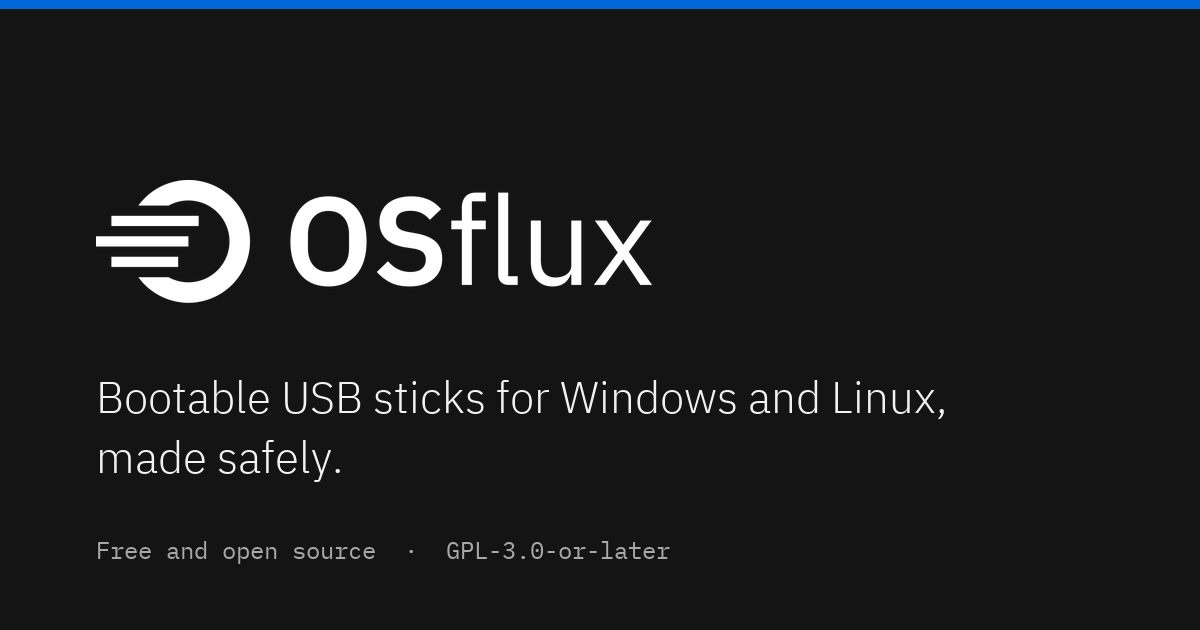 OSflux
Bootable USB sticks for Windows and Linux,
made safely.
Free and open source · GPL-3.0-or-later